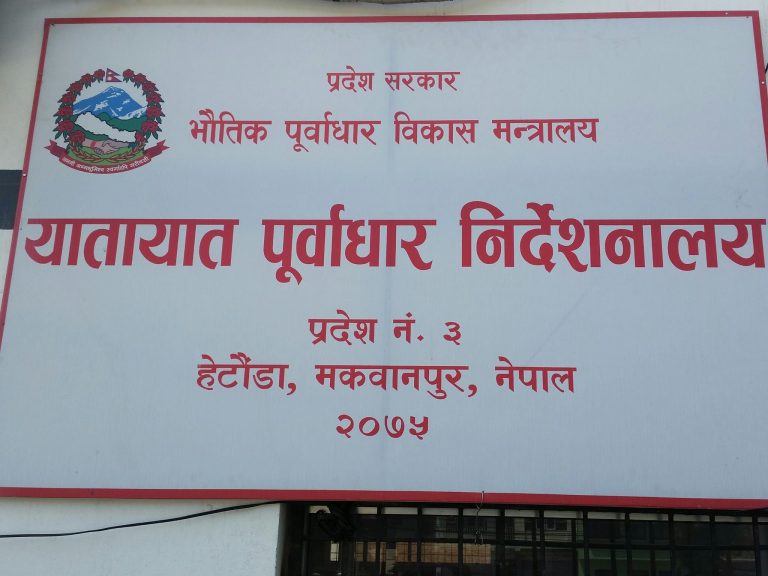 प्रदेश सरकार
भौतिक पूर्वाधार विकास मन्त्रालय
यातायात पूर्वाधार निर्देशनालय
प्रदेश नं. ३
हेटौंडा, मकवानपुर, नेपाल
२०७५